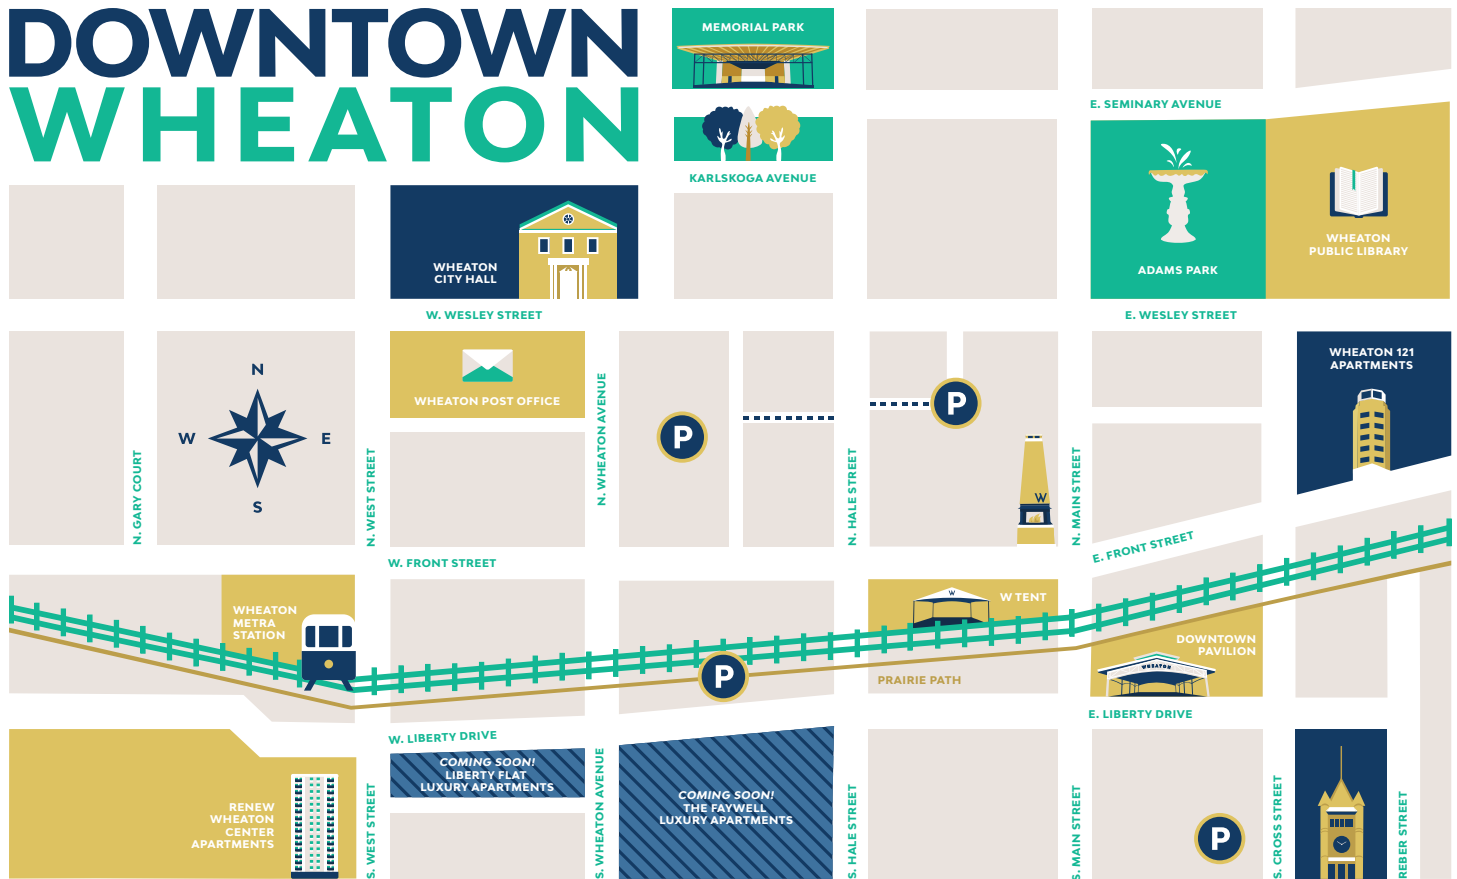 DOWNTOWN
WHEATON
MEMORIAL PARK
KARLSKOGA AVENUE
E. SEMINARY AVENUE
ADAMS PARK
WHEATON
PUBLIC LIBRARY
WHEATON
CITY HALL
W. WESLEY STREET
E. WESLEY STREET
N
W
E
S
N. GARY COURT
N. WEST STREET
WHEATON POST OFFICE
N. WHEATON AVENUE
P
N. HALE STREET
P
W
N. MAIN STREET
WHEATON 121
APARTMENTS
W. FRONT STREET
E. FRONT STREET
WHEATON
METRA
STATION
P
W
W TENT
PRAIRIE PATH
DOWNTOWN
PAVILION
WHEATON
W. LIBERTY DRIVE
E. LIBERTY DRIVE
RENEW
WHEATON
CENTER
APARTMENTS
S. WEST STREET
COMING SOON!
LIBERTY FLAT
LUXURY APARTMENTS
S. WHEATON AVENUE
COMING SOON!
THE FAYWELL
LUXURY APARTMENTS
S. HALE STREET
S. MAIN STREET
P
S. CROSS STREET
REBER STREET